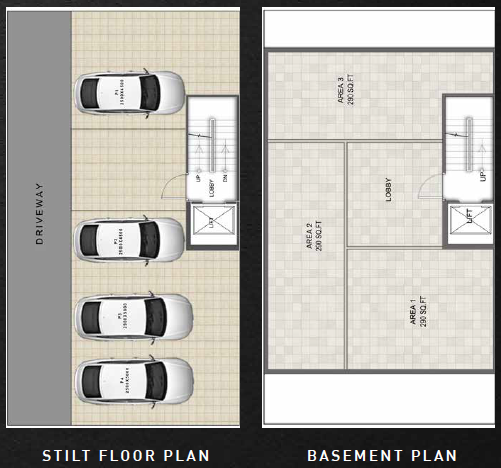 DRIVEWAY
P1
UP
LOBBY
DN
LIFT
P2
P3
P4
STILT FLOOR PLAN
AREA 3
290 SQ.FT
UP
LOBBY
LIFT
AREA 2
290 SQ.FT
AREA 1
290 SQ.FT
BASEMENT PLAN